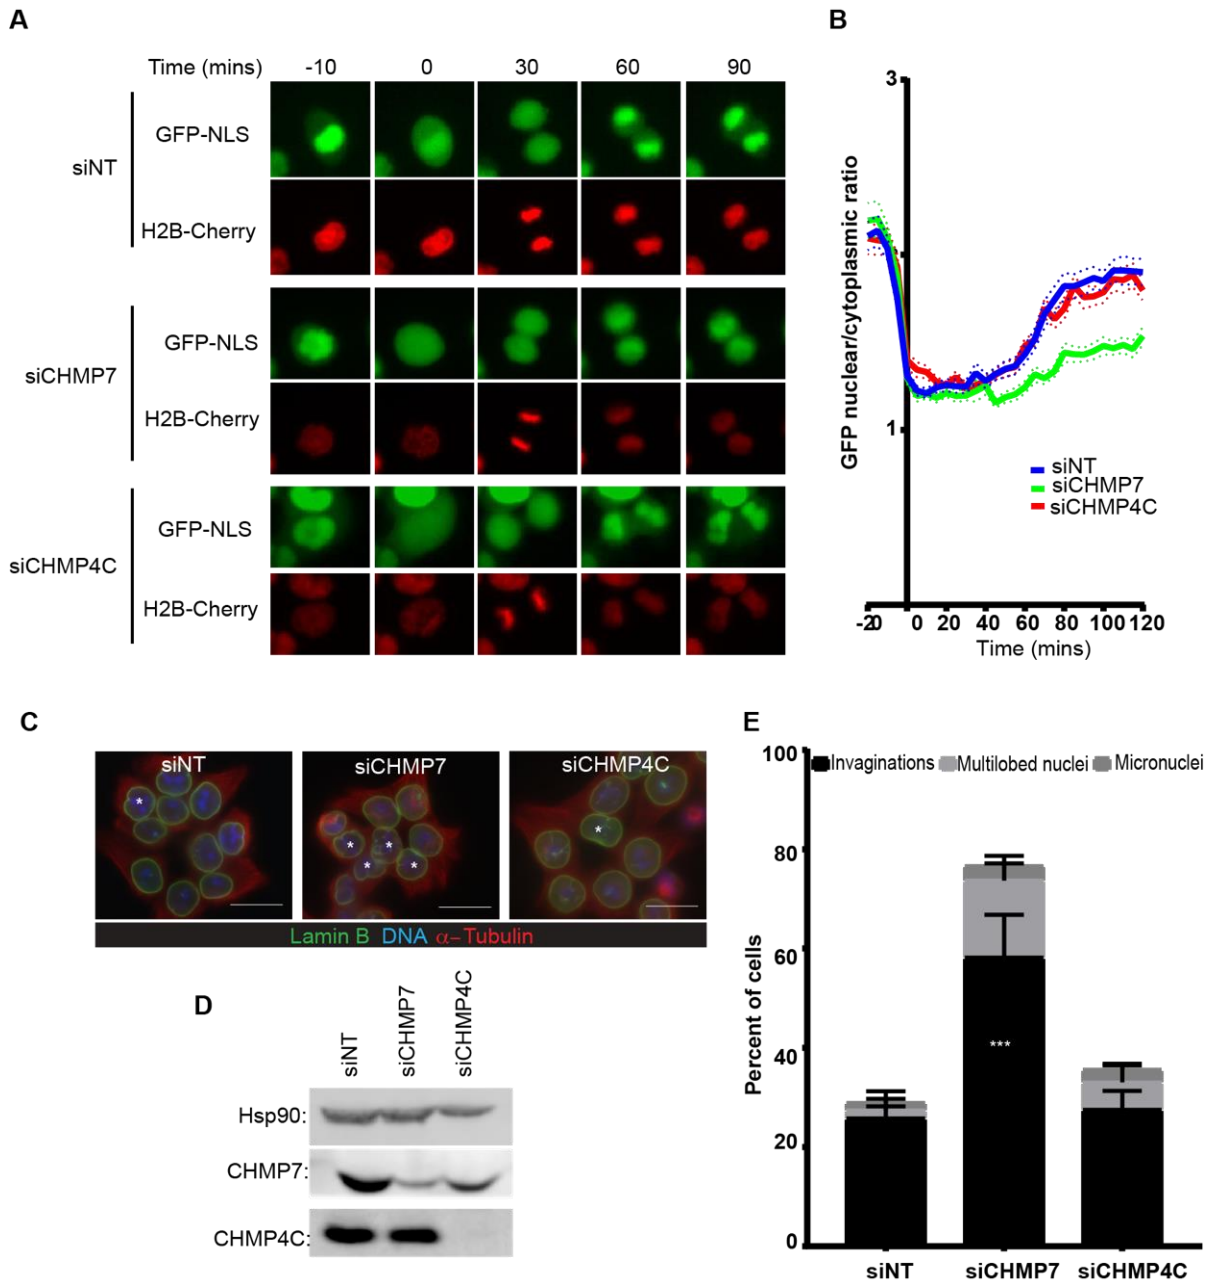 A
Time (mins) -10 0 30 60 90
siNT
GFP-NLS
H2B-Cherry
siCHMP7
GFP-NLS
H2B-Cherry
siCHMP4C
GFP-NLS
H2B-Cherry
B
GFP nuclear/cytoplasmic ratio
3
1
siNT
siCHMP7
siCHMP4C
-20 0 20 40 60 80 100 120
Time (mins)
C
siNT siCHMP7 siCHMP4C
* * * * * *
Lamin B DNA α-Tubulin
D
siNT siCHMP7 siCHMP4C
Hsp90:
CHMP7:
CHMP4C:
E
Percent of cells
100
80
60
40
20
0
Invaginations Multilobed nuclei Micronuclei
***
siNT siCHMP7 siCHMP4C